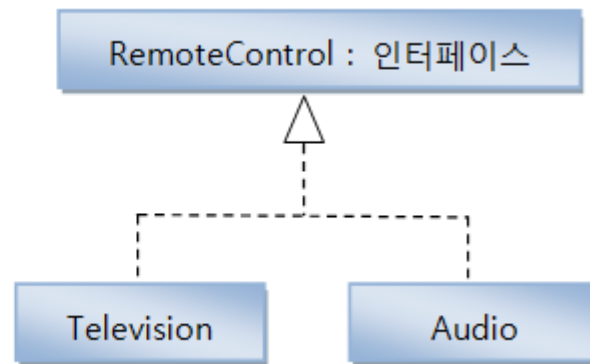 RemoteControl : 인터페이스
Television
Audio